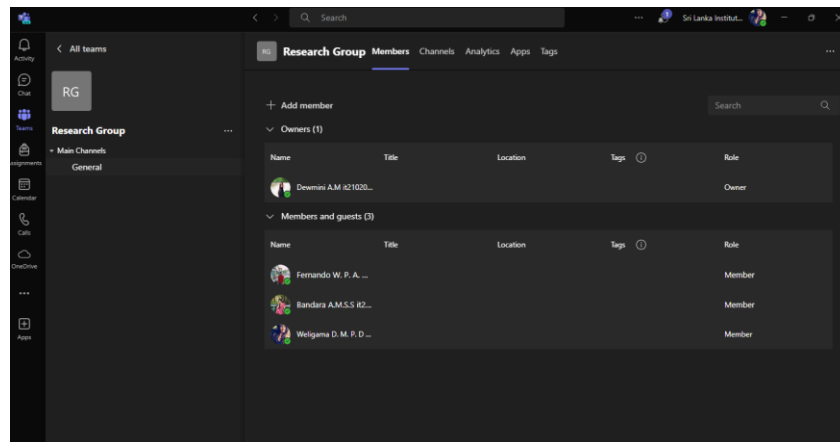 Search
Sri Lanka Institut...
Activity
Chat
Teams
Assignments
Calendar
Calls
OneDrive
Apps
All teams
RG
Research Group
Main Channels
General
RG Research Group Members Channels Analytics Apps Tags
Add member
Search
Owners (1)
Name Title Location Tags Role
Dewmini A.M it21020... Owner
Members and guests (3)
Name Title Location Tags Role
Fernando W. P. A. ... Member
Bandara A.M.S.S it2... Member
Weligama D. M. P. D ... Member